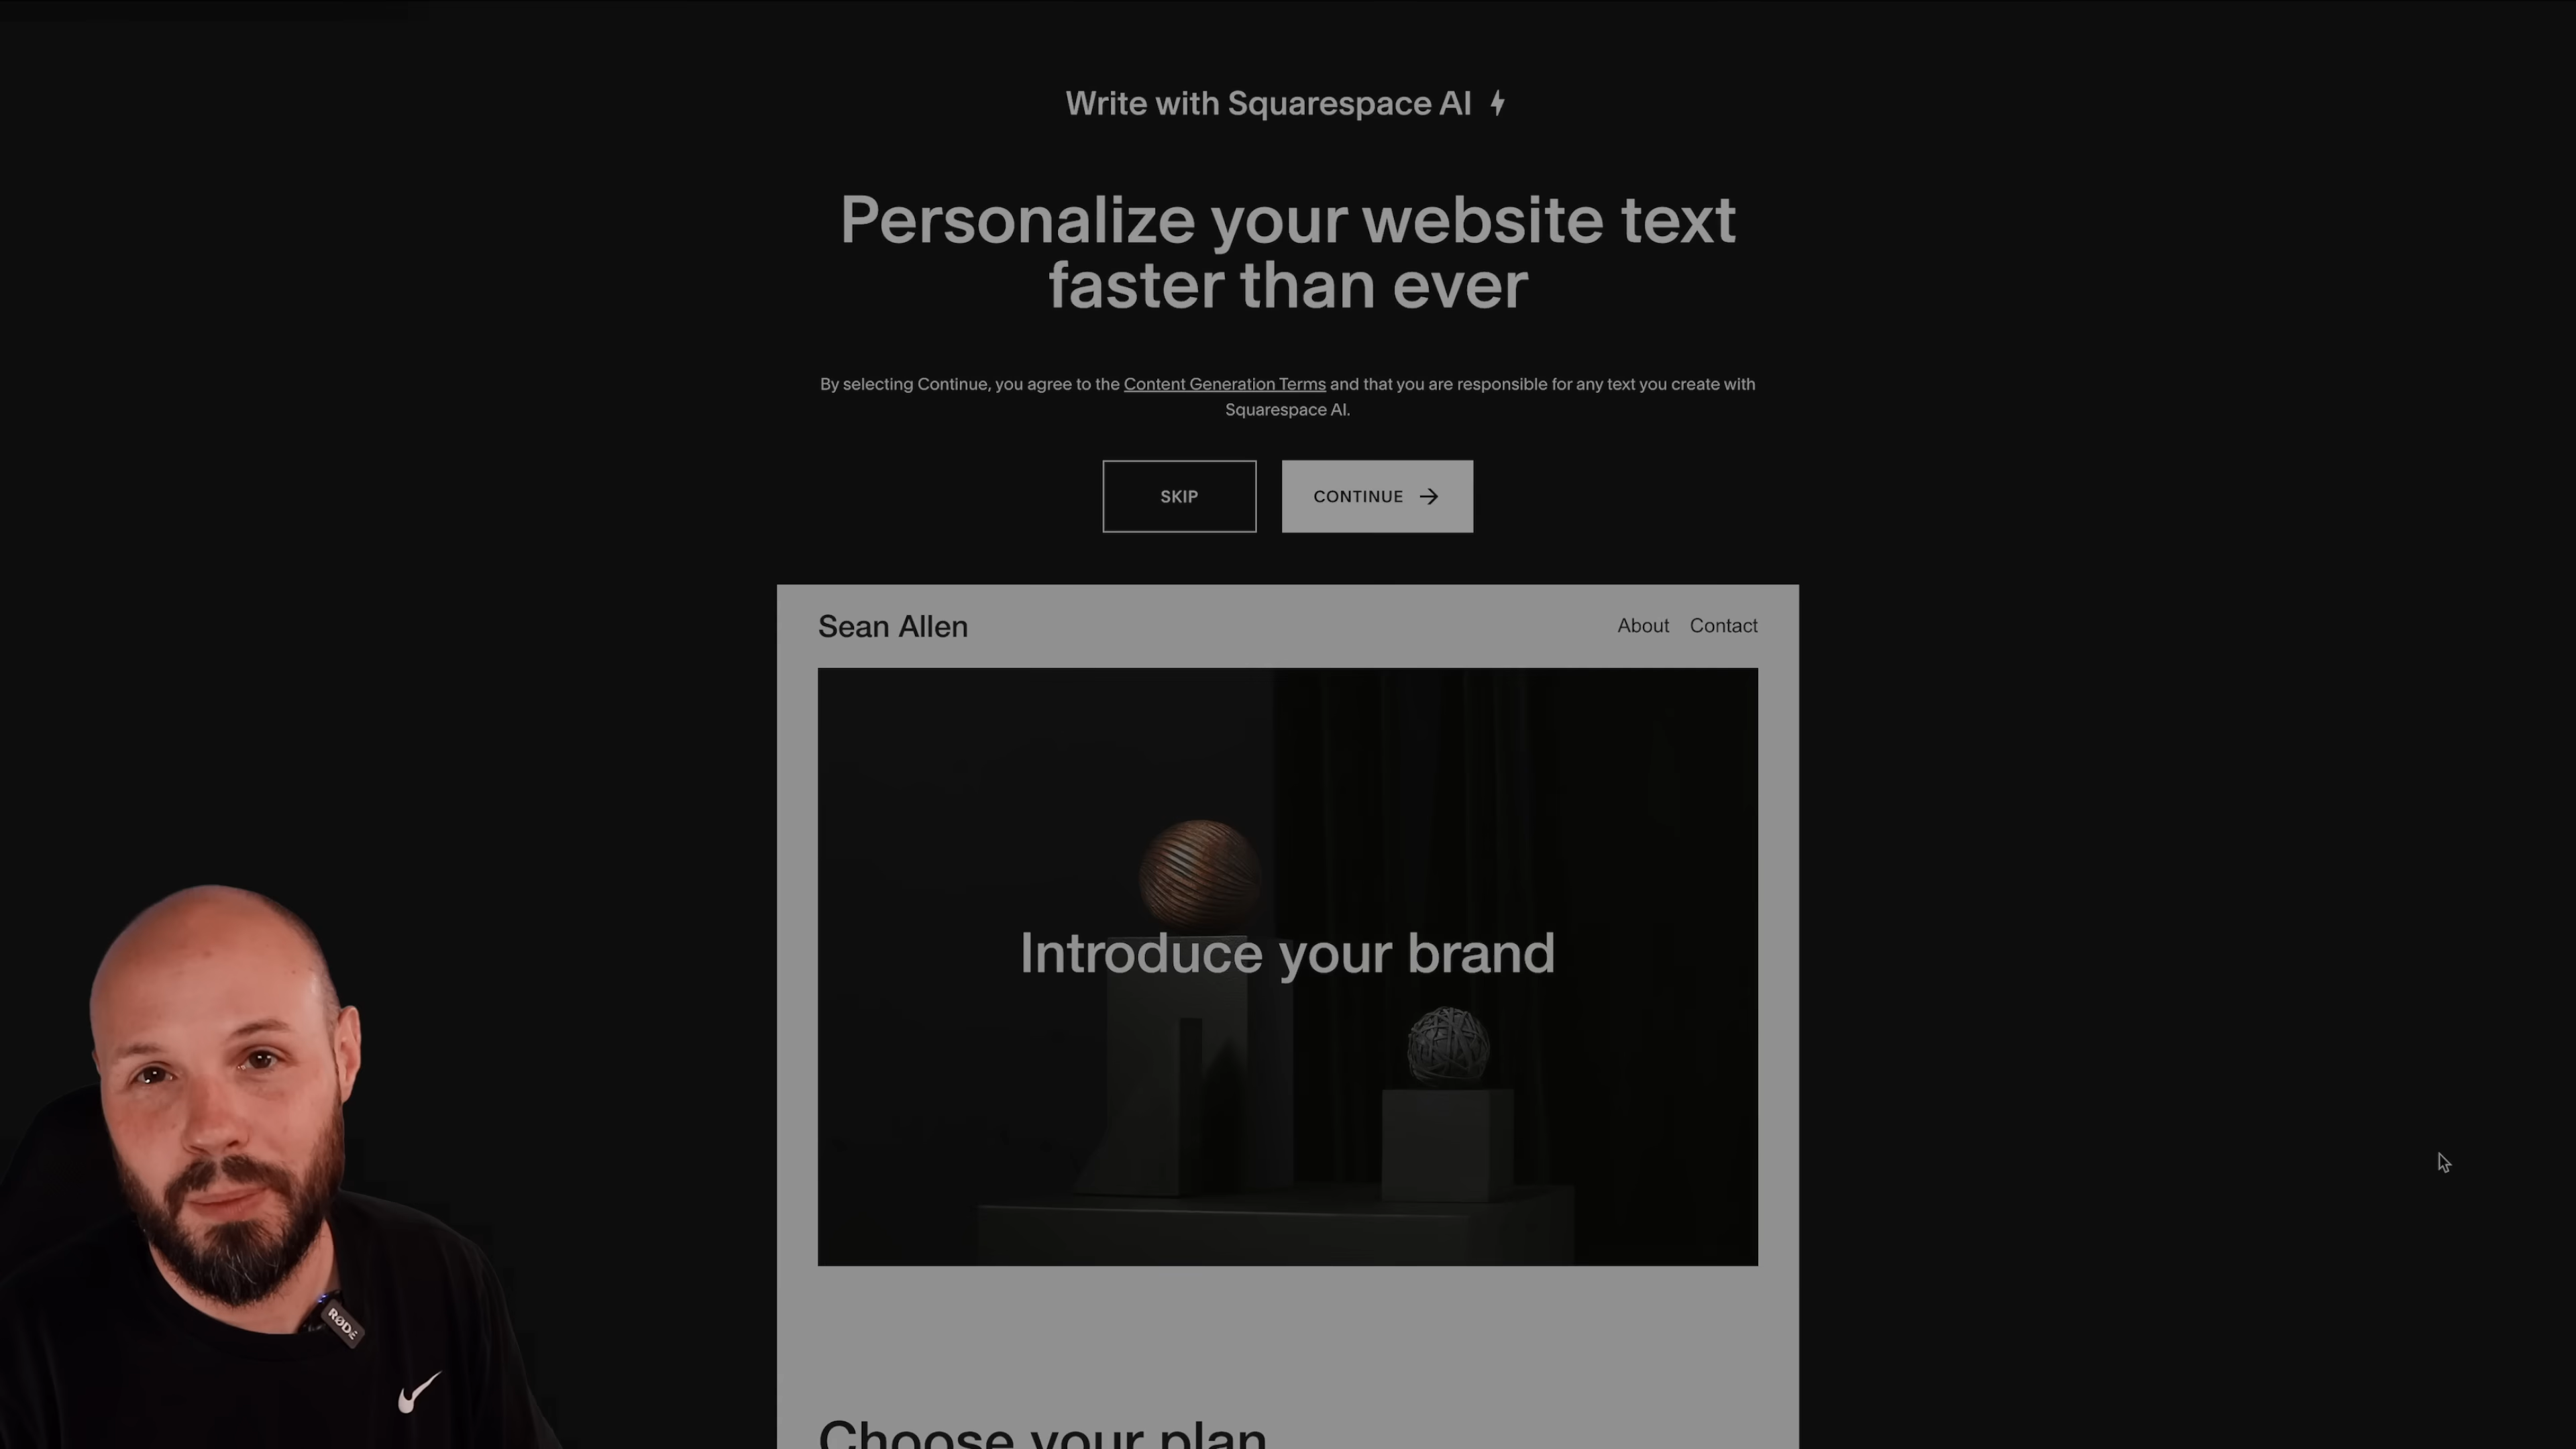 Write with Squarespace AI
Personalize your website text
faster than ever
By selecting Continue, you agree to the Content Generation Terms and that you are responsible for any text you create with
Squarespace AI.
SKIP
CONTINUE
Sean Allen
About
Contact
Introduce your brand
RØDE
Choose your plan